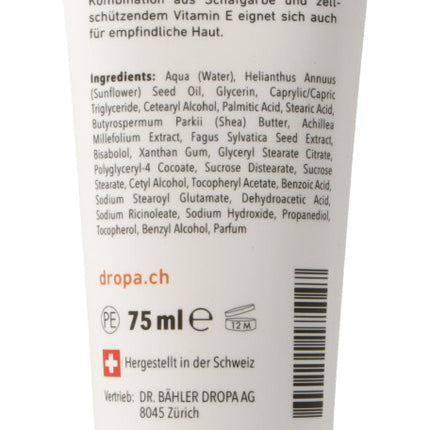 Kombination aus Schafgarbe und zell-
schützendem Vitamin E eignet sich auch
für empfindliche Haut.
Ingredients: Aqua (Water), Helianthus Annuus
(Sunflower) Seed Oil, Glycerin, Caprylic/Capric
Triglyceride, Cetearyl Alcohol, Palmitic Acid, Stearic Acid,
Butyrospermum Parkii (Shea) Butter, Achillea
Millefolium Extract, Fagus Sylvatica Seed Extract,
Bisabolol, Xanthan Gum, Glyceryl Stearate Citrate,
Polyglyceryl-4 Cocoate, Sucrose Distearate, Sucrose
Stearate, Cetyl Alcohol, Tocopheryl Acetate, Benzoic Acid,
Sodium Stearoyl Glutamate, Dehydroacetic Acid,
Sodium Ricinoleate, Sodium Hydroxide, Propanediol,
Tocopherol, Benzyl Alcohol, Parfum
dropa.ch
PE 75 ml ℮ 12 M
Hergestellt in der Schweiz
Vertrieb: DR. BÄHLER DROPA AG
8045 Zürich